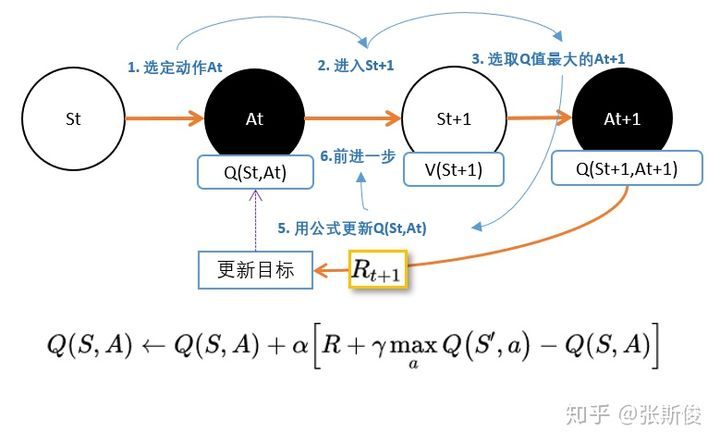 1. 选定动作At
2. 进入St+1
3. 选取Q值最大的At+1
St
At
St+1
At+1
Q(St,At)
6.前进一步
V(St+1)
Q(St+1,At+1)
5. 用公式更新Q(St,At)
更新目标
R_{t+1}
Q(S, A) ← Q(S, A) + α[R + γ max_a Q(S′, a) − Q(S, A)]
知乎 @张斯俊